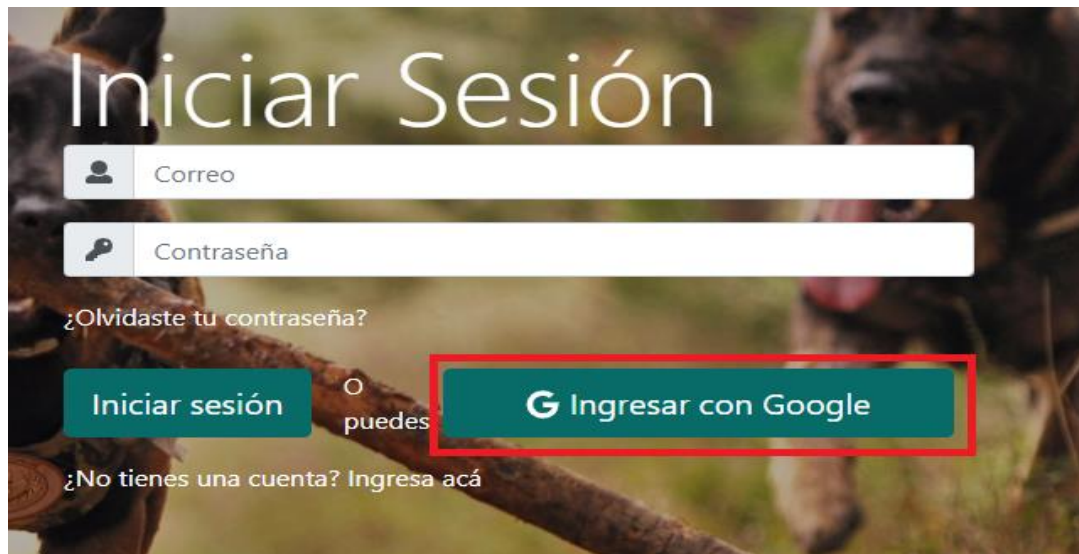 Iniciar Sesión
Correo
Contraseña
¿Olvidaste tu contraseña?
Iniciar sesión
O
puedes
G Ingresar con Google
¿No tienes una cuenta? Ingresa acá